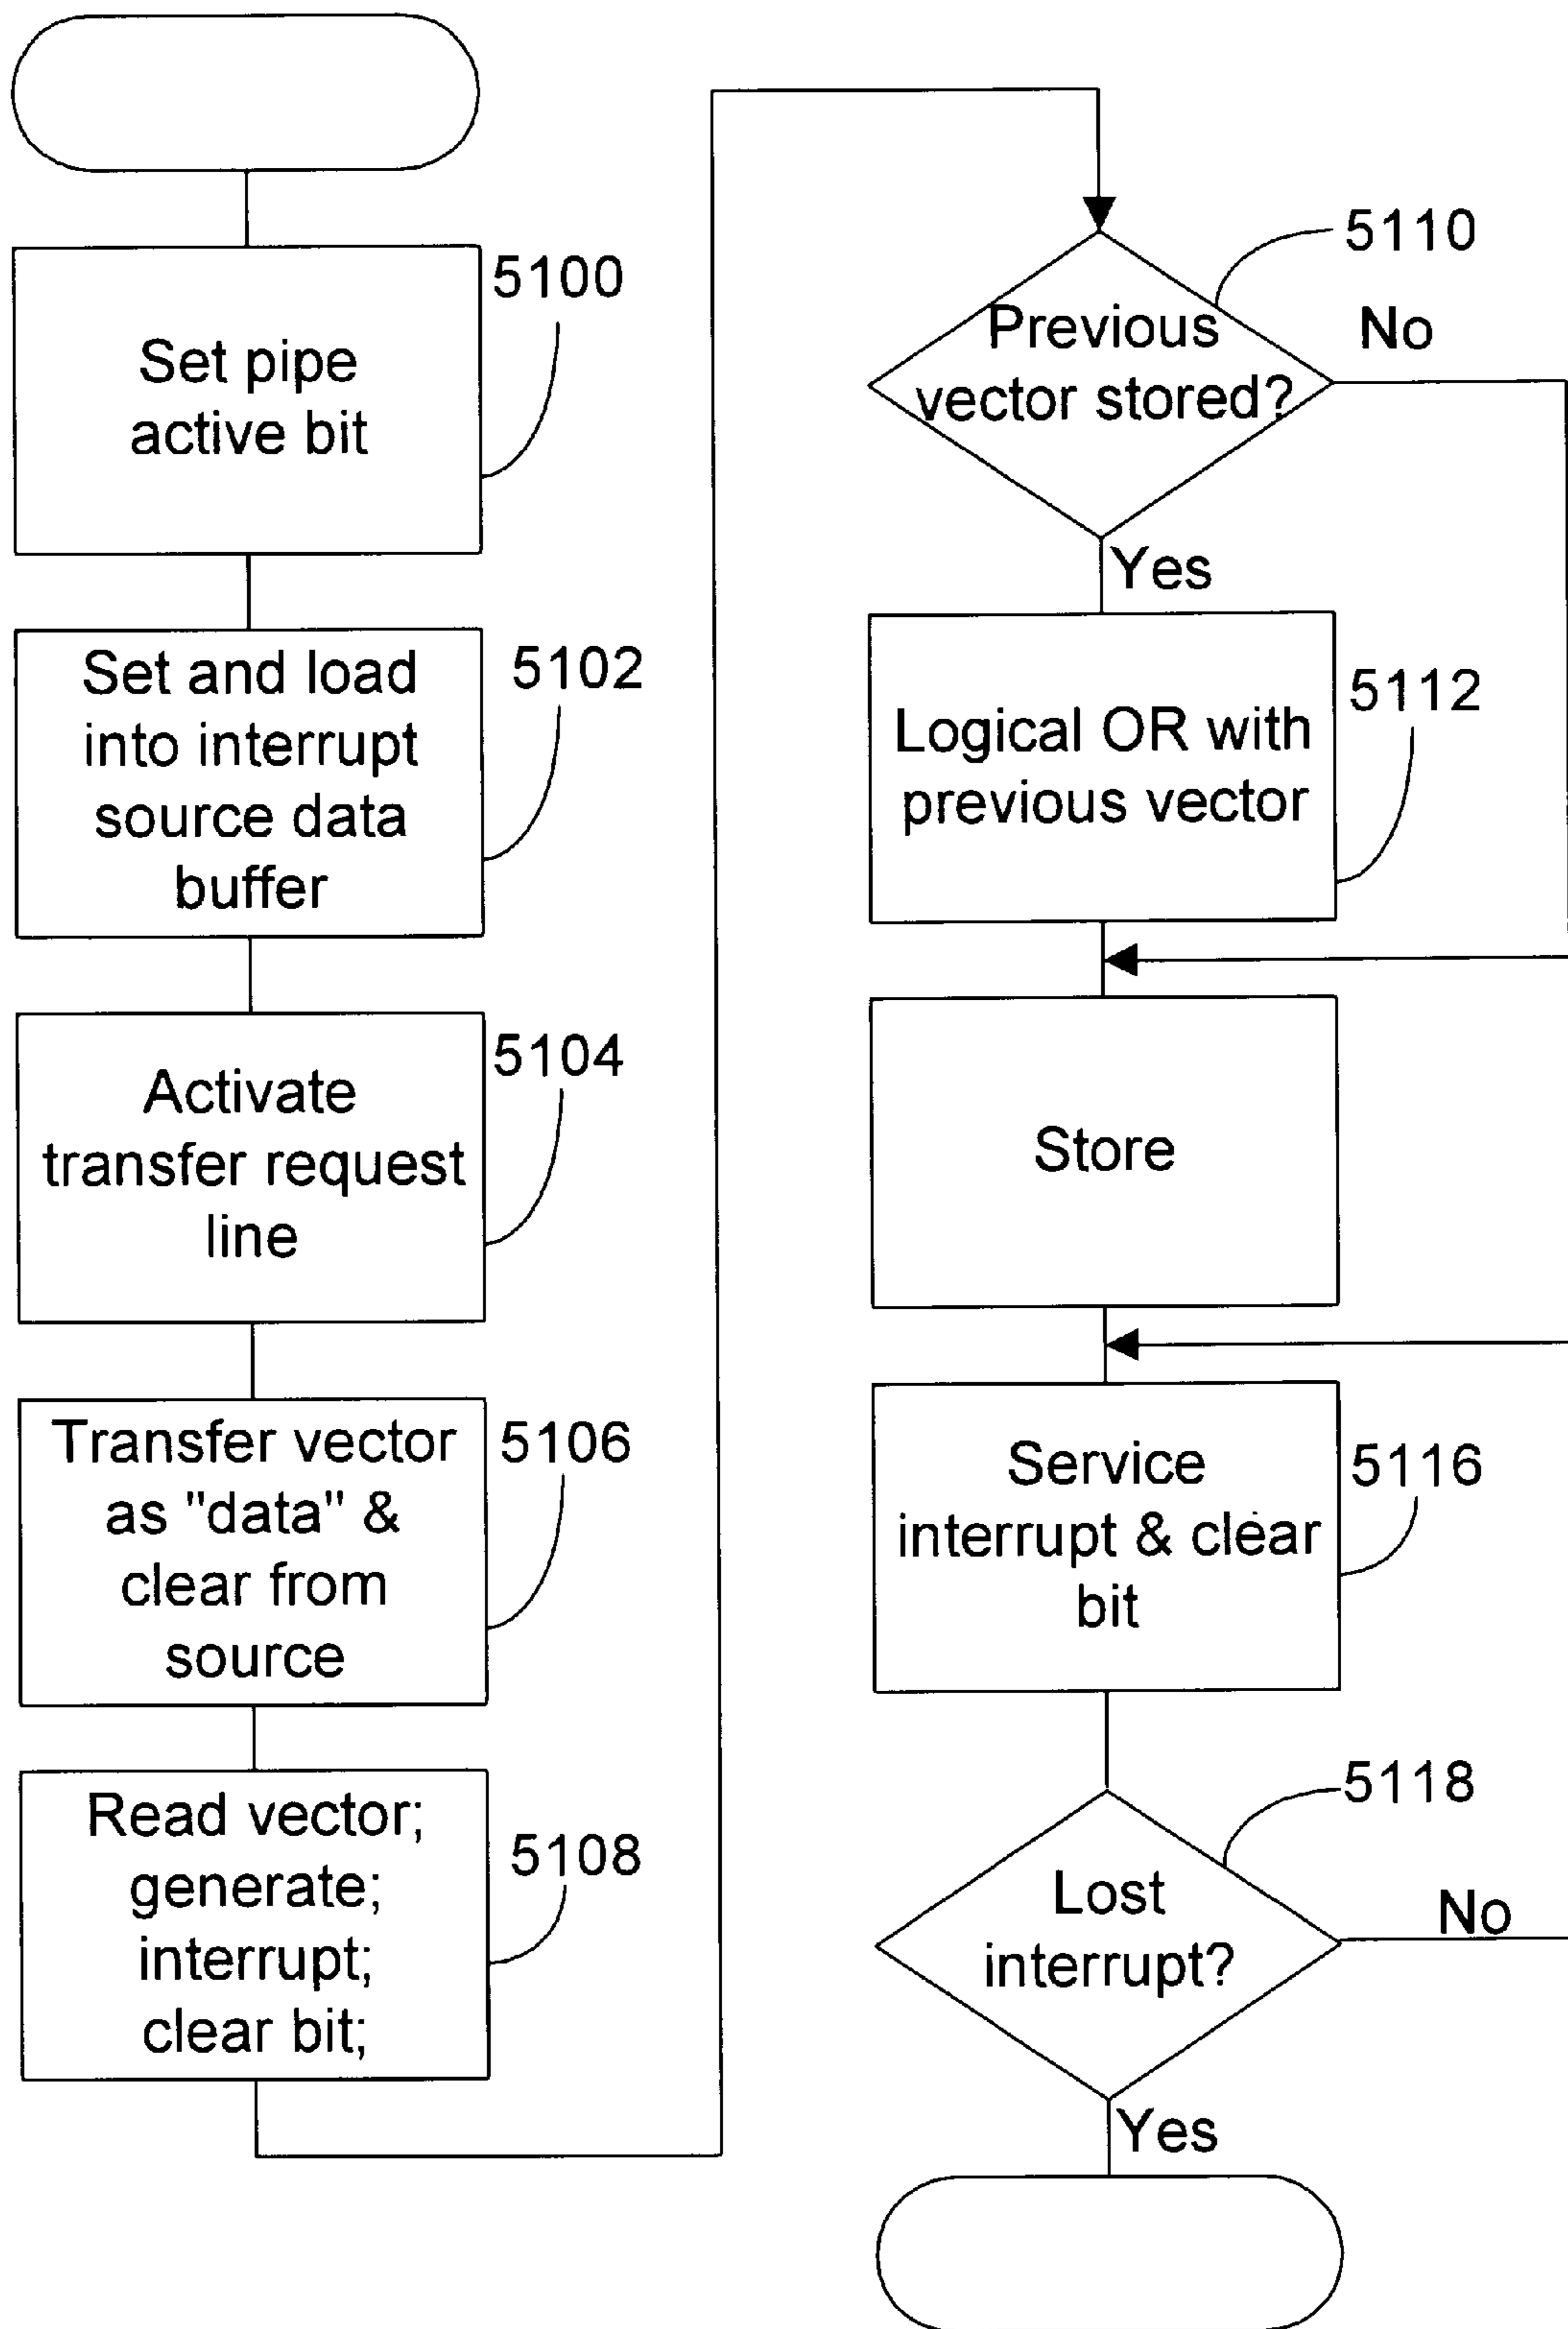 5100
Set pipe
active bit
5102
Set and load
into interrupt
source data
buffer
5104
Activate
transfer request
line
5106
Transfer vector
as "data" &
clear from
source
5108
Read vector;
generate;
interrupt;
clear bit;
5110
Previous
vector stored?
No
Yes
5112
Logical OR with
previous vector
Store
5116
Service
interrupt & clear
bit
5118
Lost
interrupt?
No
Yes